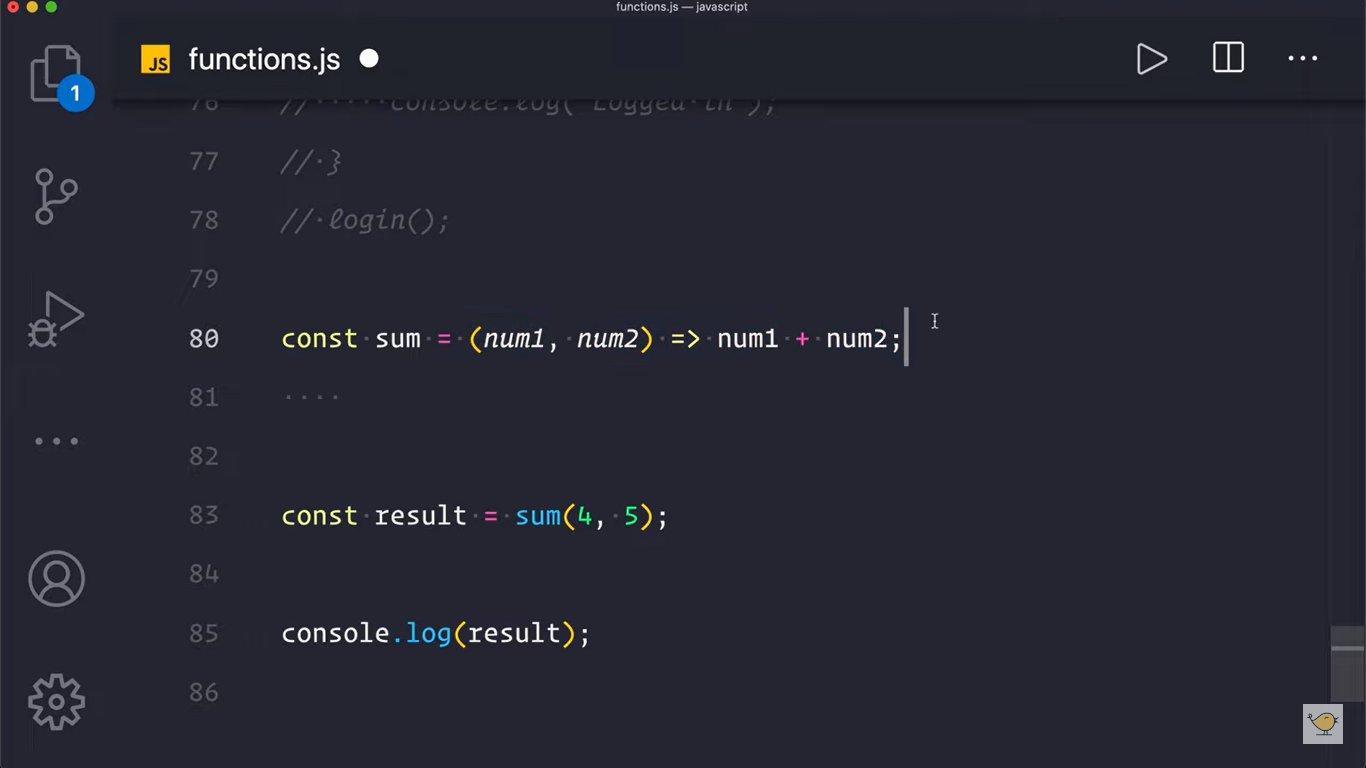 functions.js — javascript
JS functions.js
1
76 // console.log("Logged in");
77 // }
78 // login();
79
80 const sum = (num1, num2) => num1 + num2;
81
82
83 const result = sum(4, 5);
84
85 console.log(result);
86